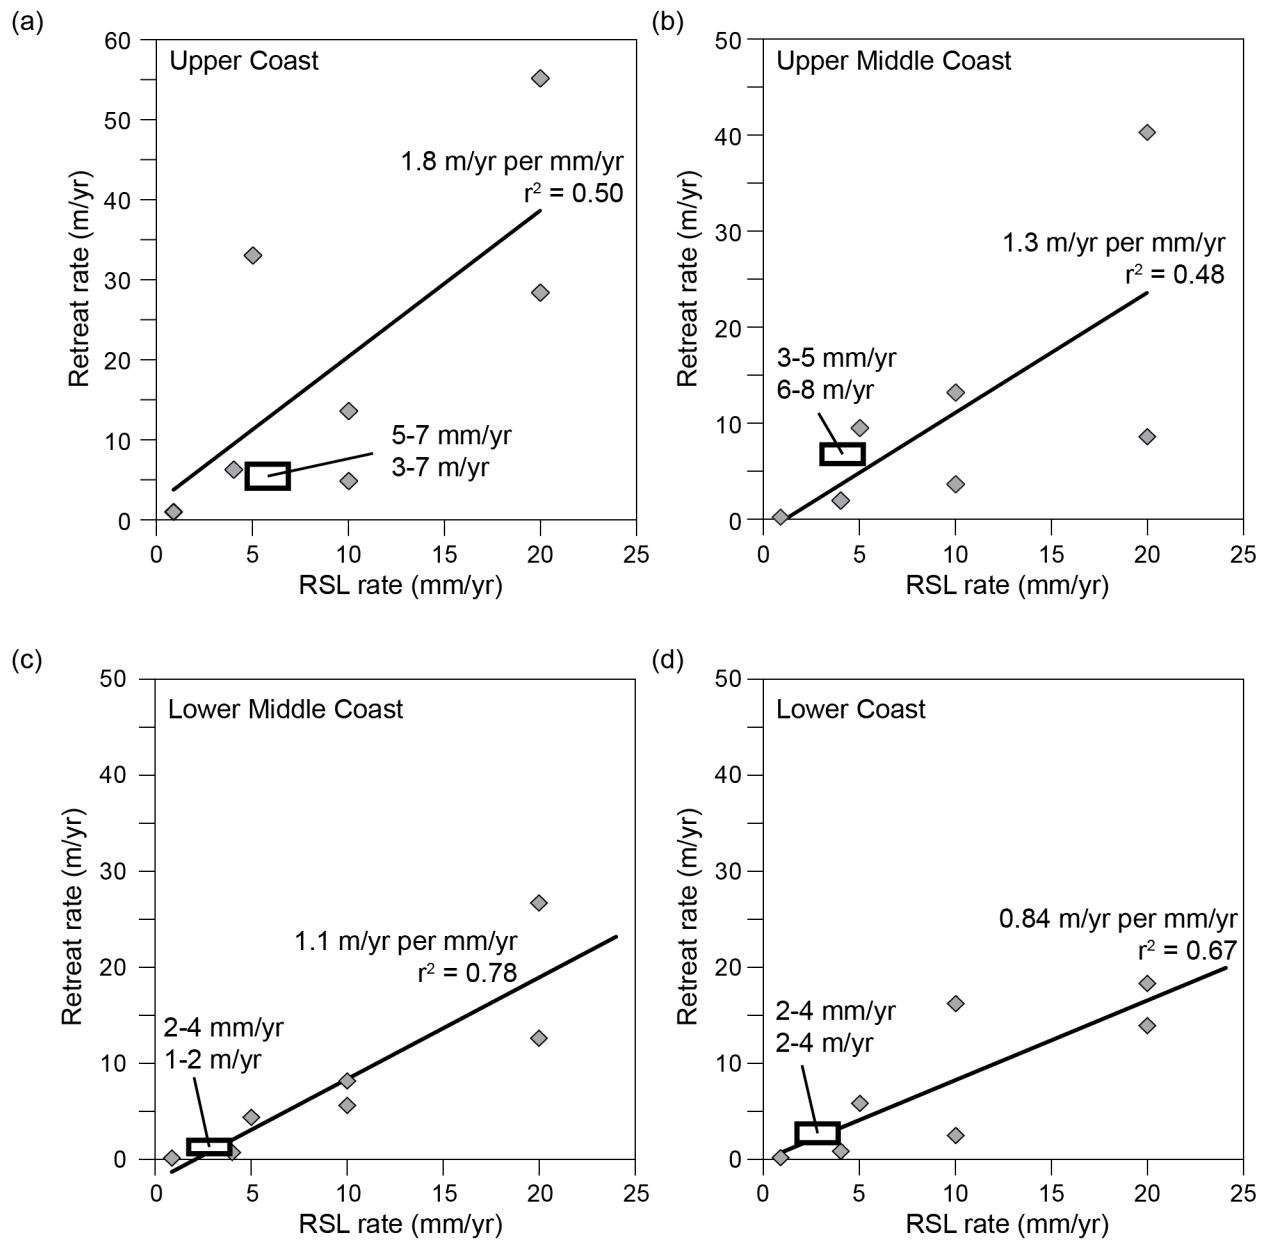 (a)
60
50
40
30
20
10
0
Retreat rate (m/yr)
Upper Coast
1.8 m/yr per mm/yr
r² = 0.50
5-7 mm/yr
3-7 m/yr
0 5 10 15 20 25
RSL rate (mm/yr)
(b)
50
40
30
20
10
0
Retreat rate (m/yr)
Upper Middle Coast
1.3 m/yr per mm/yr
r² = 0.48
3-5 mm/yr
6-8 m/yr
0 5 10 15 20 25
RSL rate (mm/yr)
(c)
50
40
30
20
10
0
Retreat rate (m/yr)
Lower Middle Coast
1.1 m/yr per mm/yr
r² = 0.78
2-4 mm/yr
1-2 m/yr
0 5 10 15 20 25
RSL rate (mm/yr)
(d)
50
40
30
20
10
0
Retreat rate (m/yr)
Lower Coast
0.84 m/yr per mm/yr
r² = 0.67
2-4 mm/yr
2-4 m/yr
0 5 10 15 20 25
RSL rate (mm/yr)